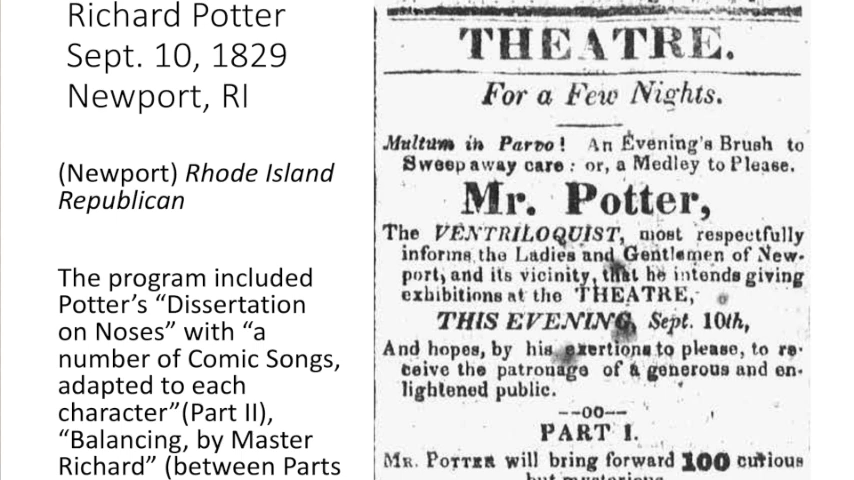 Richard Potter
Sept. 10, 1829
Newport, RI
(Newport) Rhode Island
Republican
The program included
Potter's “Dissertation
on Noses” with “a
number of Comic Songs,
adapted to each
character”(Part II),
“Balancing, by Master
Richard” (between Parts
THEATRE.
For a Few Nights.
Multum in Parvo! An Evening's Brush to
Sweep away care: or, a Medley to Please.
Mr. Potter,
The VENTRILOQUIST, most respectfully
informs the Ladies and Gentlemen of New-
port, and its vicinity, that he intends giving
exhibitions at the THEATRE,
THIS EVENING, Sept. 10th,
And hopes, by his exertions to please, to re-
ceive the patronage of a generous and en-
lightened public.
--oo--
PART I.
MR. POTTER will bring forward 100 curious
but mysterious